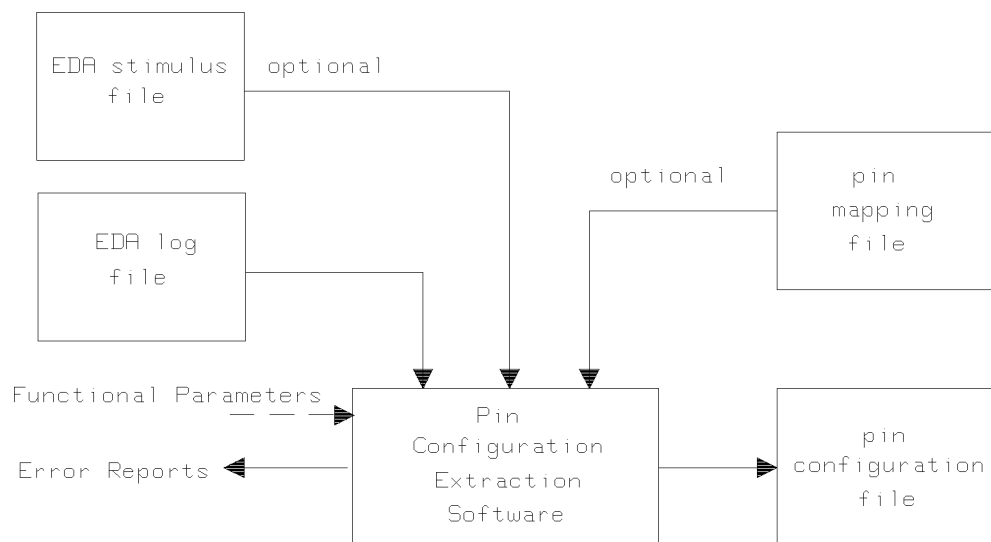 EDA stimulus
file
optional
EDA log
file
optional
pin
mapping
file
Functional Parameters
Error Reports
Pin
Configuration
Extraction
Software
pin
configuration
file